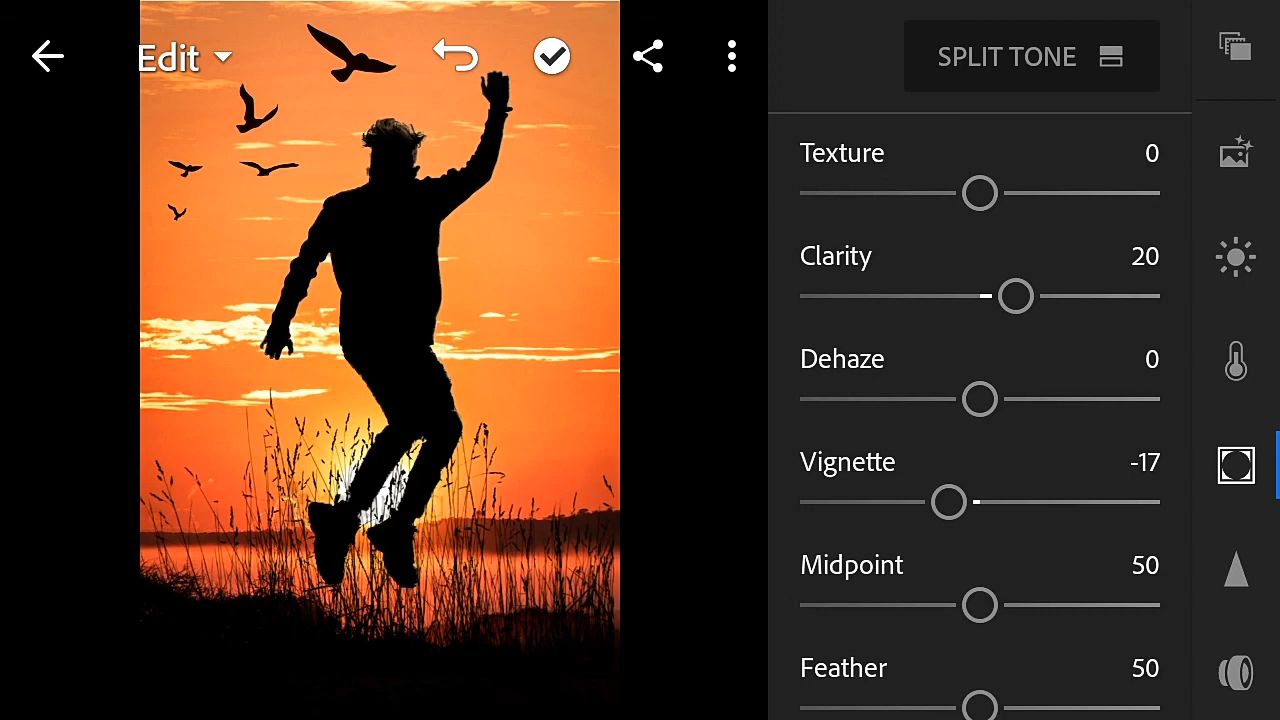 Edit
SPLIT TONE
Texture 0
Clarity 20
Dehaze 0
Vignette -17
Midpoint 50
Feather 50